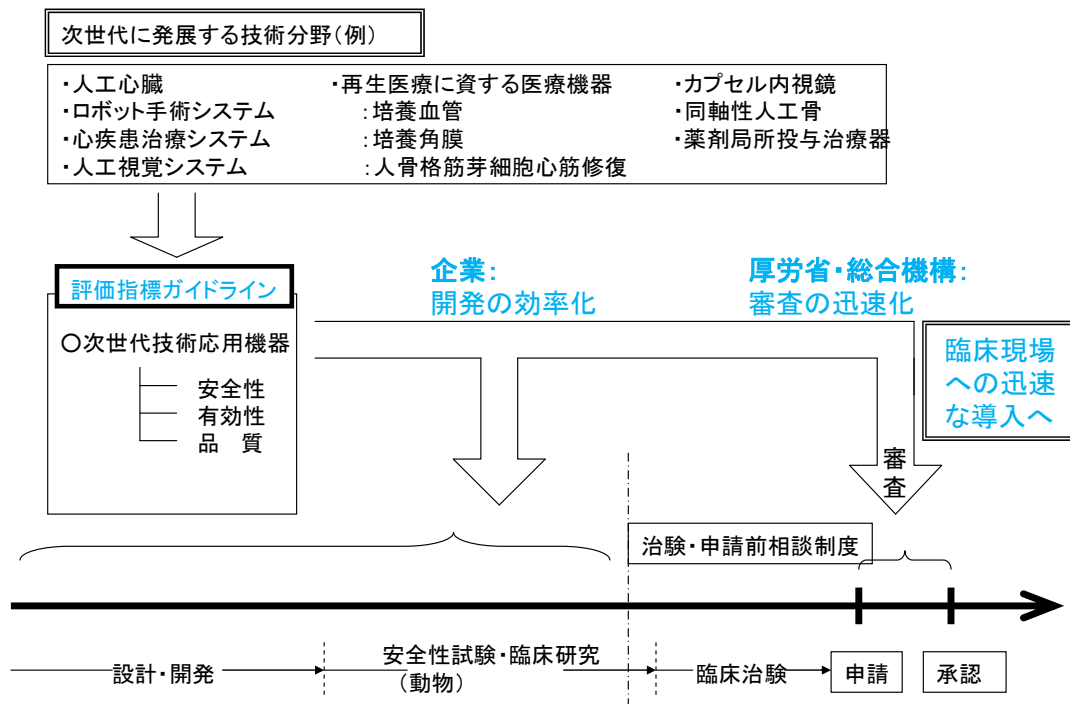 次世代に発展する技術分野(例)
・人工心臓
・ロボット手術システム
・心疾患治療システム
・人工視覚システム
・再生医療に資する医療機器
:培養血管
:培養角膜
:人骨格筋芽細胞心筋修復
・カプセル内視鏡
・同軸性人工骨
・薬剤局所投与治療器
評価指標ガイドライン
○次世代技術応用機器
安全性
有効性
品 質
企業:
開発の効率化
厚労省・総合機構:
審査の迅速化
臨床現場
への迅速
な導入へ
審
査
治験・申請前相談制度
設計・開発
安全性試験・臨床研究
(動物)
臨床治験
申請
承認